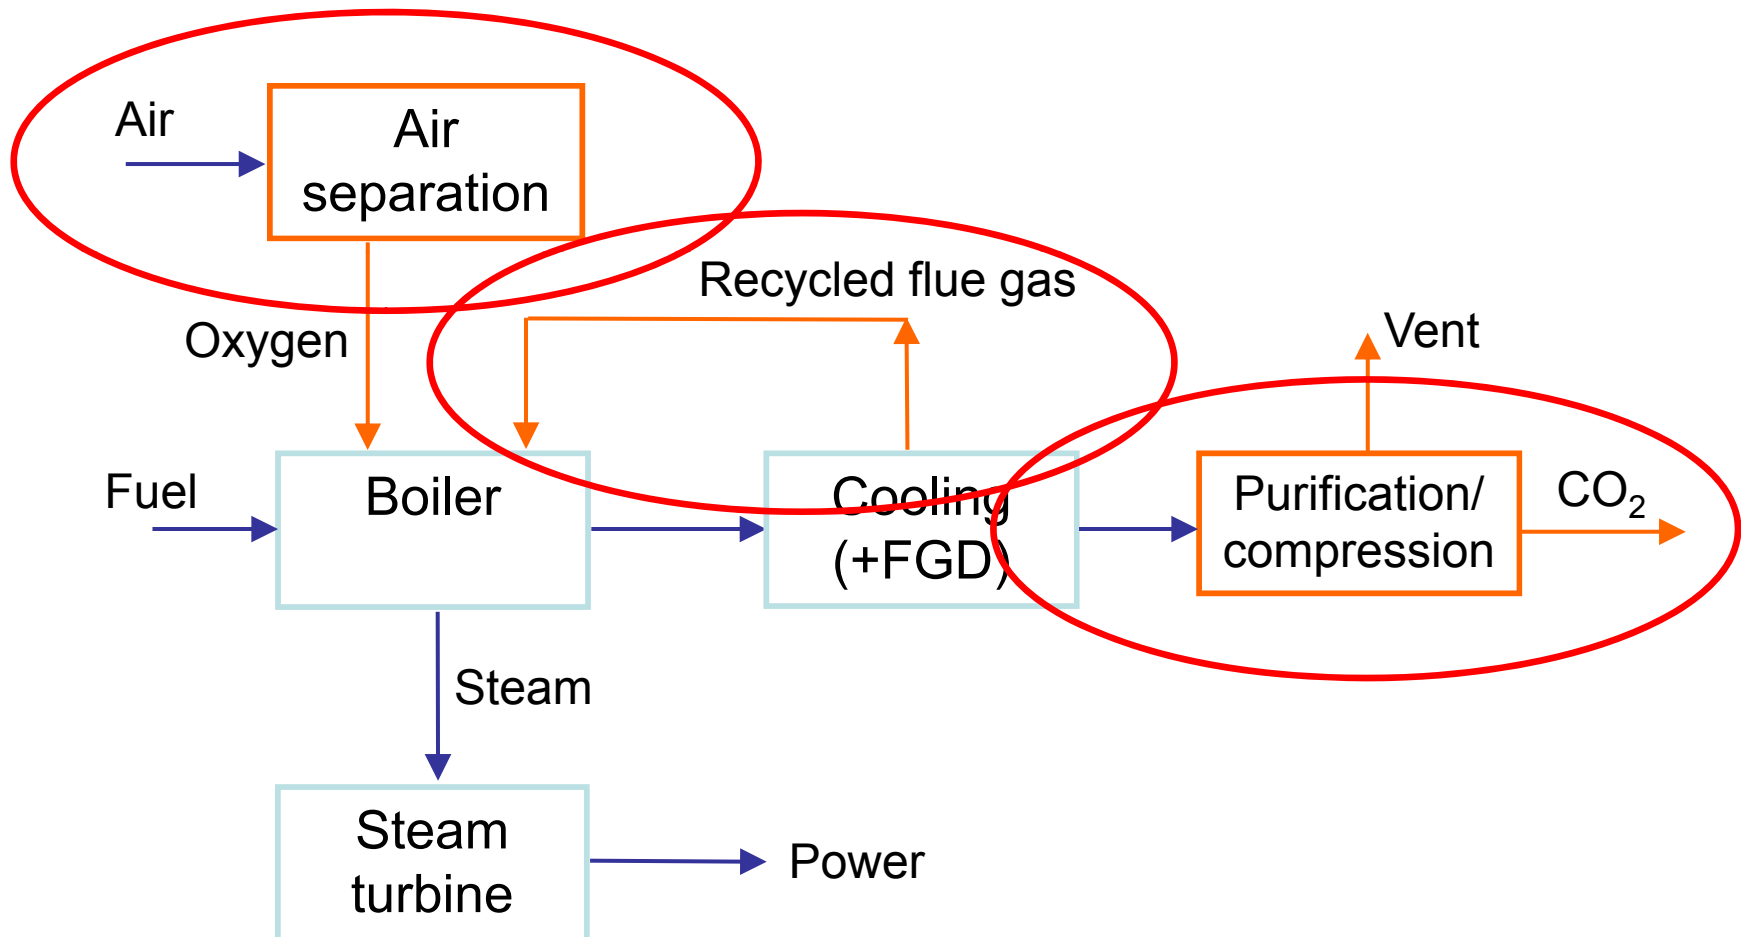 Air
Air
separation
Recycled flue gas
Oxygen
Vent
Fuel
Boiler
Cooling
(+FGD)
Purification/
compression
CO₂
Steam
Steam
turbine
Power